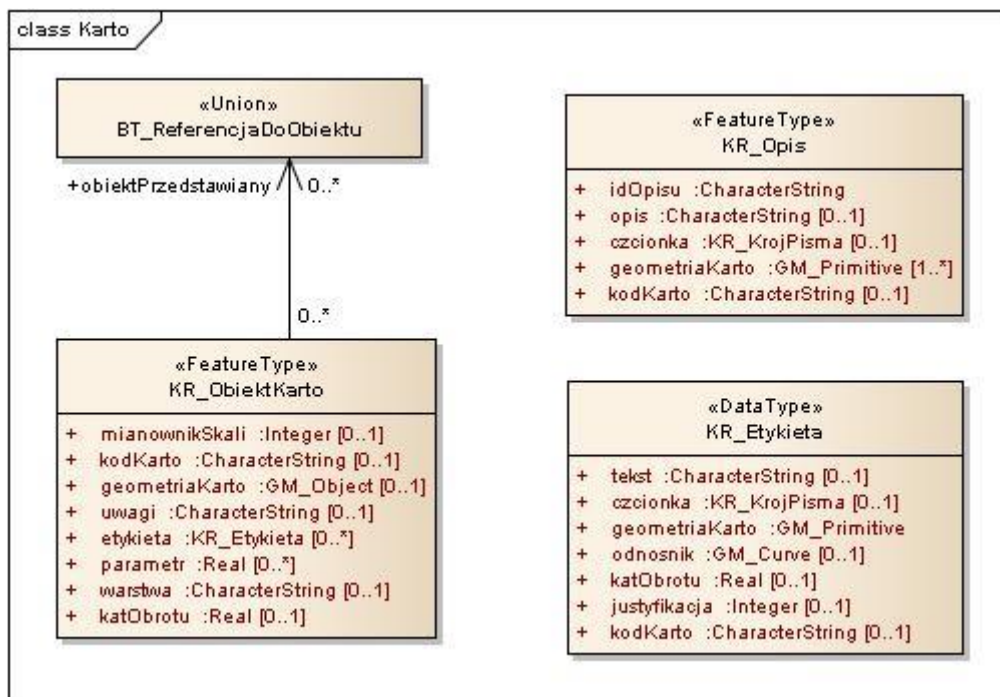 class Karto
«Union»
BT_ReferencjaDoObiektu
+obiektPrzedstawiany
0..*
0..*
«FeatureType»
KR_ObiektKarto
+ mianownikSkali :Integer [0..1]
+ kodKarto :CharacterString [0..1]
+ geometriaKarto :GM_Object [0..1]
+ uwagi :CharacterString [0..1]
+ etykieta :KR_Etykieta [0..*]
+ parametr :Real [0..*]
+ warstwa :CharacterString [0..1]
+ katObrotu :Real [0..1]
«FeatureType»
KR_Opis
+ idOpisu :CharacterString
+ opis :CharacterString [0..1]
+ czcionka :KR_KrojPisma [0..1]
+ geometriaKarto :GM_Primitive [1..*]
+ kodKarto :CharacterString [0..1]
«DataType»
KR_Etykieta
+ tekst :CharacterString [0..1]
+ czcionka :KR_KrojPisma [0..1]
+ geometriaKarto :GM_Primitive
+ odnosnik :GM_Curve [0..1]
+ katObrotu :Real [0..1]
+ justyfikacja :Integer [0..1]
+ kodKarto :CharacterString [0..1]